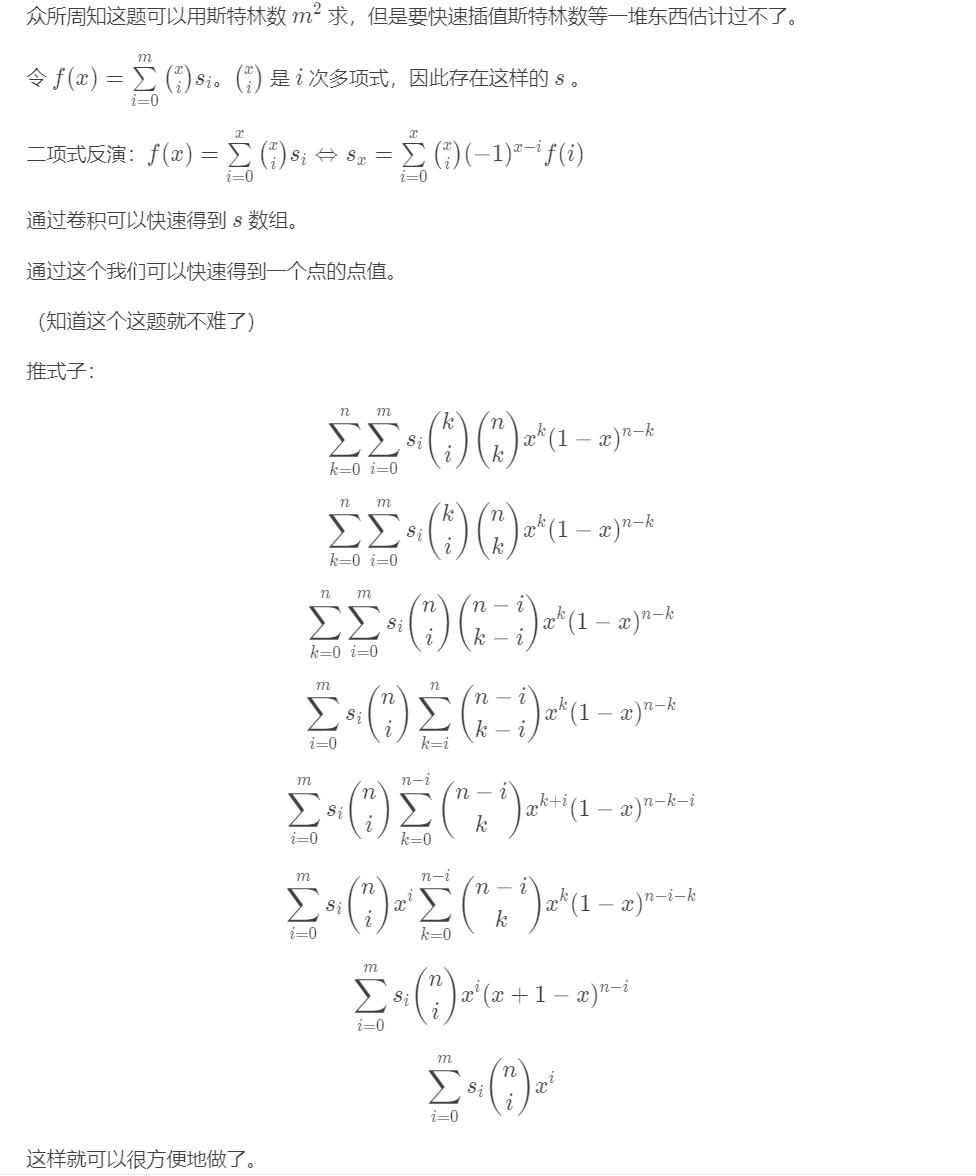 众所周知这题可以用斯特林数 $m^2$ 求，但是要快速插值斯特林数等一堆东西估计过不了。
令 $f(x)=\sum_{i=0}^{m}\binom{x}{i}s_i$。$\binom{x}{i}$ 是 $i$ 次多项式，因此存在这样的 $s$ 。
二项式反演：$f(x)=\sum_{i=0}^{x}\binom{x}{i}s_i\Leftrightarrow s_x=\sum_{i=0}^{x}\binom{x}{i}(-1)^{x-i}f(i)$
通过卷积可以快速得到 $s$ 数组。
通过这个我们可以快速得到一个点的点值。
（知道这个这题就不难了）
推式子：
$\sum_{k=0}^{n}\sum_{i=0}^{m}s_i\binom{k}{i}\binom{n}{k}x^k(1-x)^{n-k}$
$\sum_{k=0}^{n}\sum_{i=0}^{m}s_i\binom{k}{i}\binom{n}{k}x^k(1-x)^{n-k}$
$\sum_{k=0}^{n}\sum_{i=0}^{m}s_i\binom{n}{i}\binom{n-i}{k-i}x^k(1-x)^{n-k}$
$\sum_{i=0}^{m}s_i\binom{n}{i}\sum_{k=i}^{n}\binom{n-i}{k-i}x^k(1-x)^{n-k}$
$\sum_{i=0}^{m}s_i\binom{n}{i}\sum_{k=0}^{n-i}\binom{n-i}{k}x^{k+i}(1-x)^{n-k-i}$
$\sum_{i=0}^{m}s_i\binom{n}{i}x^i\sum_{k=0}^{n-i}\binom{n-i}{k}x^k(1-x)^{n-i-k}$
$\sum_{i=0}^{m}s_i\binom{n}{i}x^i(x+1-x)^{n-i}$
$\sum_{i=0}^{m}s_i\binom{n}{i}x^i$
这样就可以很方便地做了。